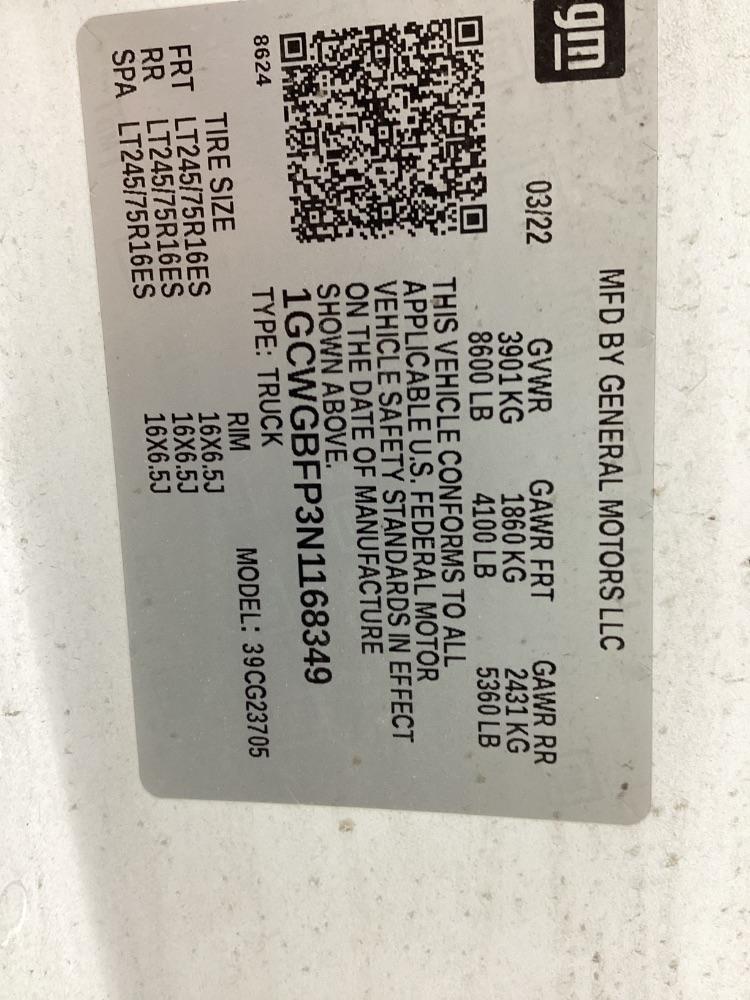 gm
MFD BY GENERAL MOTORS LLC
03/22
GVWR GAWR FRT GAWR RR
3901 KG 1860 KG 2431 KG
8600 LB 4100 LB 5360 LB
THIS VEHICLE CONFORMS TO ALL
APPLICABLE U.S. FEDERAL MOTOR
VEHICLE SAFETY STANDARDS IN EFFECT
ON THE DATE OF MANUFACTURE
SHOWN ABOVE.
1GCWGBFP3N1168349
8624
TYPE: TRUCK MODEL: 39CG23705
TIRE SIZE RIM
FRT LT245/75R16ES 16X6.5J
RR LT245/75R16ES 16X6.5J
SPA LT245/75R16ES 16X6.5J